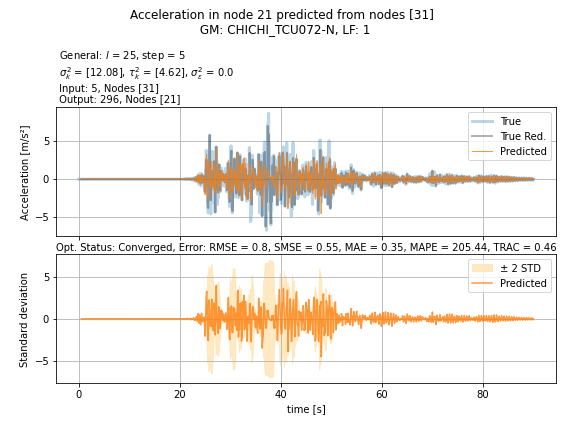 Acceleration in node 21 predicted from nodes [31]
GM: CHICHI_TCU072-N, LF: 1
General: l = 25, step = 5
σ²ₖ = [12.08], τ²ₖ = [4.62], σ²ε = 0.0
Input: 5, Nodes [31]
Output: 296, Nodes [21]
Acceleration [m/s²]
5
0
−5
True
True Red.
Predicted
Opt. Status: Converged, Error: RMSE = 0.8, SMSE = 0.55, MAE = 0.35, MAPE = 205.44, TRAC = 0.46
Standard deviation
5
0
−5
± 2 STD
Predicted
0 20 40 60 80
time [s]